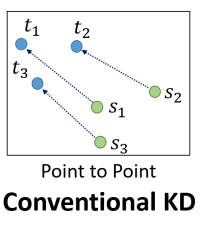 t₁ t₂
t₃
s₂
s₁
s₃
Point to Point
Conventional KD